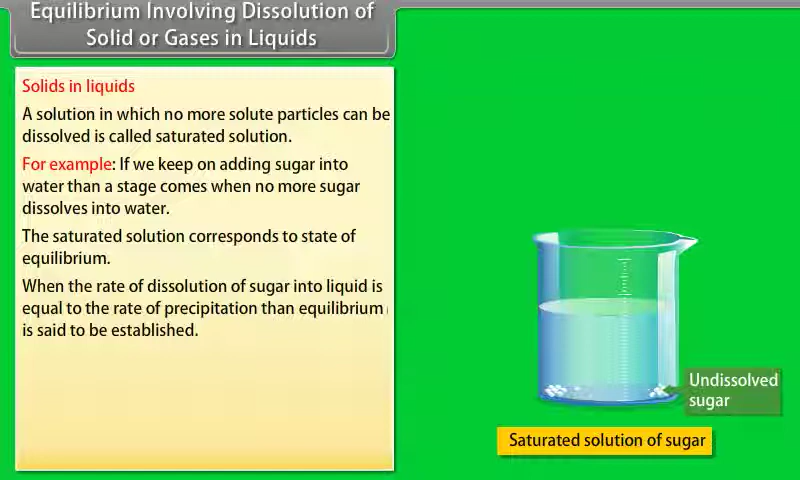 Equilibrium Involving Dissolution of
Solid or Gases in Liquids
Solids in liquids
A solution in which no more solute particles can be
dissolved is called saturated solution.
For example: If we keep on adding sugar into
water than a stage comes when no more sugar
dissolves into water.
The saturated solution corresponds to state of
equilibrium.
When the rate of dissolution of sugar into liquid is
equal to the rate of precipitation than equilibrium
is said to be established.
Undissolved
sugar
Saturated solution of sugar